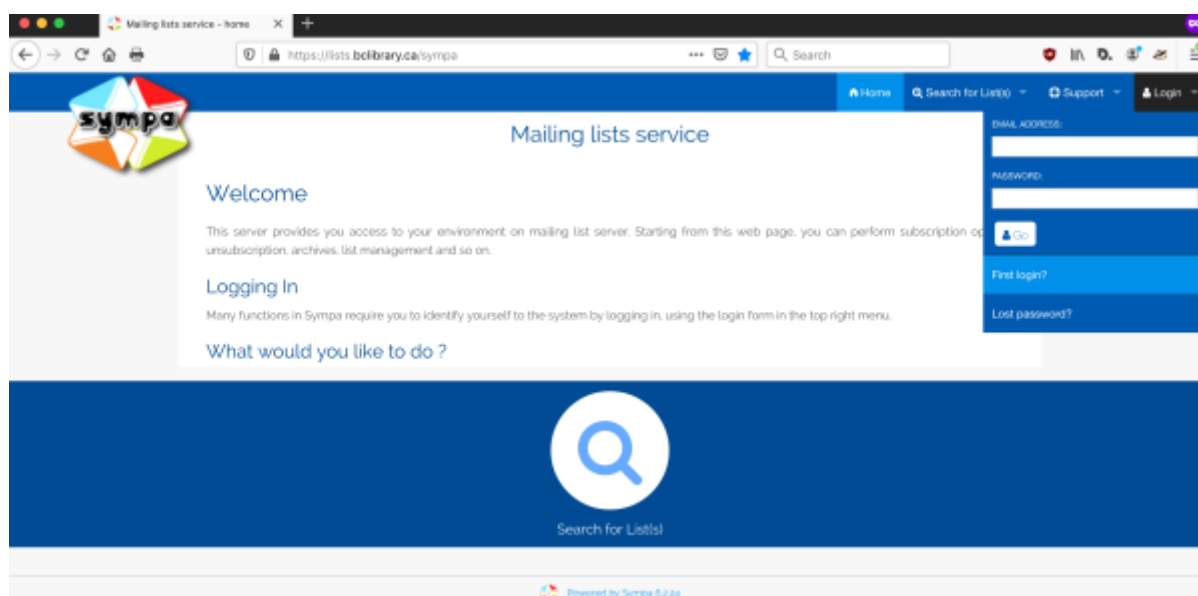 Mailing lists service - home
https://lists.bclibrary.ca/sympa
Search
sympa
Home
Search for List(s)
Support
Login
Mailing lists service
EMAIL ADDRESS:
PASSWORD:
Go
First login?
Lost password?
Welcome
This server provides you access to your environment on mailing list server. Starting from this web page, you can perform subscription op
unsubscription, archives, list management and so on.
Logging In
Many functions in Sympa require you to identify yourself to the system by logging in, using the login form in the top right menu.
What would you like to do ?
Search for List(s)
Powered by Sympa